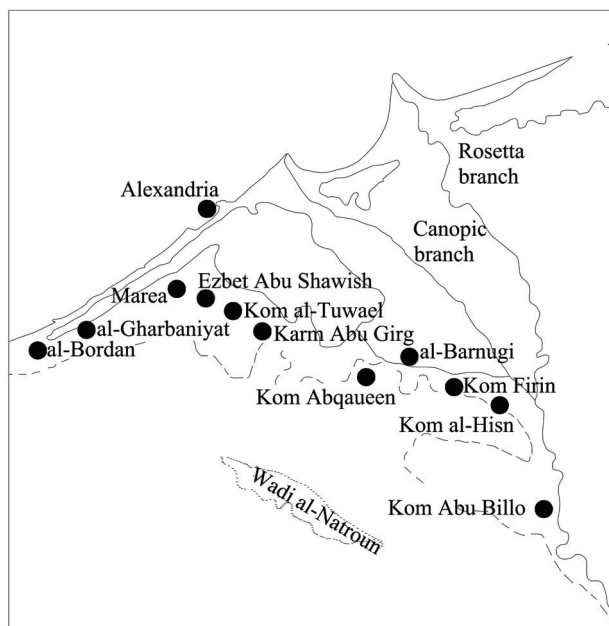 Rosetta
branch
Alexandria
Canopic
branch
Ezbet Abu Shawish
Marea
Kom al-Tuwael
al-Gharbaniyat
Karm Abu Girg
al-Bordan
al-Barnugi
Kom Abqaueen
Kom Firin
Kom al-Hisn
Wadi al-Natroun
Kom Abu Billo